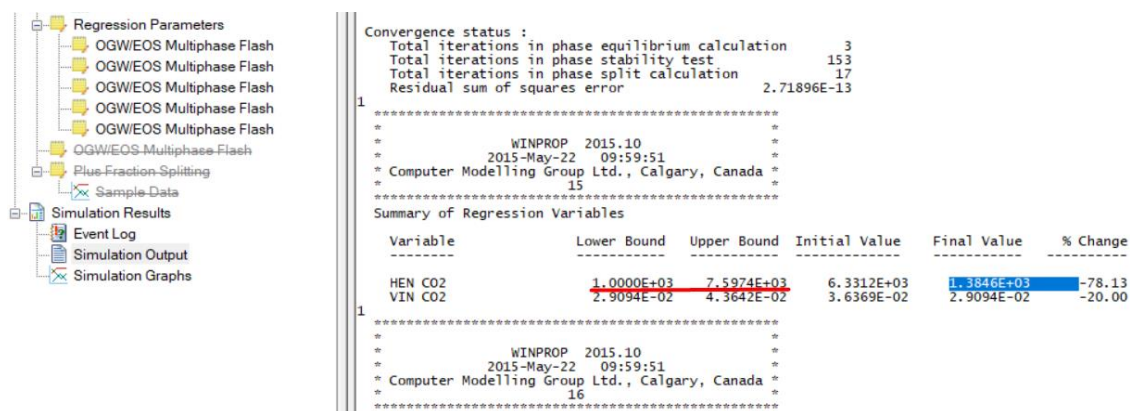 Regression Parameters
OGW/EOS Multiphase Flash
OGW/EOS Multiphase Flash
OGW/EOS Multiphase Flash
OGW/EOS Multiphase Flash
OGW/EOS Multiphase Flash
OGW/EOS Multiphase Flash
Plus Fraction Splitting
Sample Data
Simulation Results
Event Log
Simulation Output
Simulation Graphs
Convergence status :
Total iterations in phase equilibrium calculation 3
Total iterations in phase stability test 153
Total iterations in phase split calculation 17
Residual sum of squares error 2.71896E-13
1
************************************************
* *
* WINPROP 2015.10 *
* 2015-May-22 09:59:51 *
* Computer Modelling Group Ltd., Calgary, Canada *
* 15 *
************************************************
Summary of Regression Variables
Variable Lower Bound Upper Bound Initial Value Final Value % Change
-------- ----------- ----------- ------------- ----------- ----------
HEN CO2 1.0000E+03 7.5974E+03 6.3312E+03 1.3846E+03 -78.13
VIN CO2 2.9094E-02 4.3642E-02 3.6369E-02 2.9094E-02 -20.00
1
************************************************
* *
* WINPROP 2015.10 *
* 2015-May-22 09:59:51 *
* Computer Modelling Group Ltd., Calgary, Canada *
* 16 *
************************************************